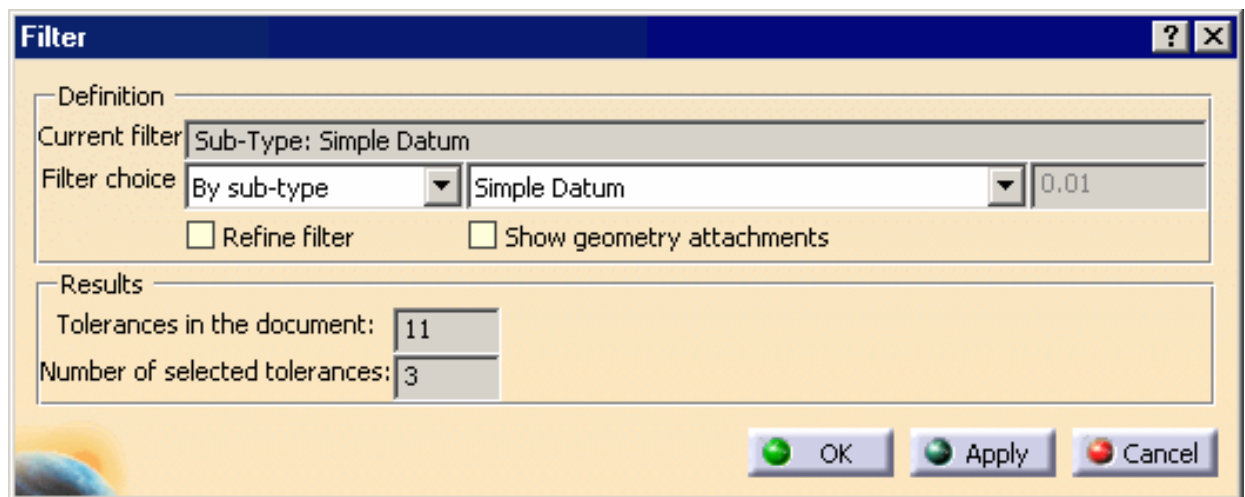 Filter
Definition
Current filter Sub-Type: Simple Datum
Filter choice By sub-type Simple Datum 0.01
Refine filter Show geometry attachments
Results
Tolerances in the document: 11
Number of selected tolerances: 3
OK Apply Cancel